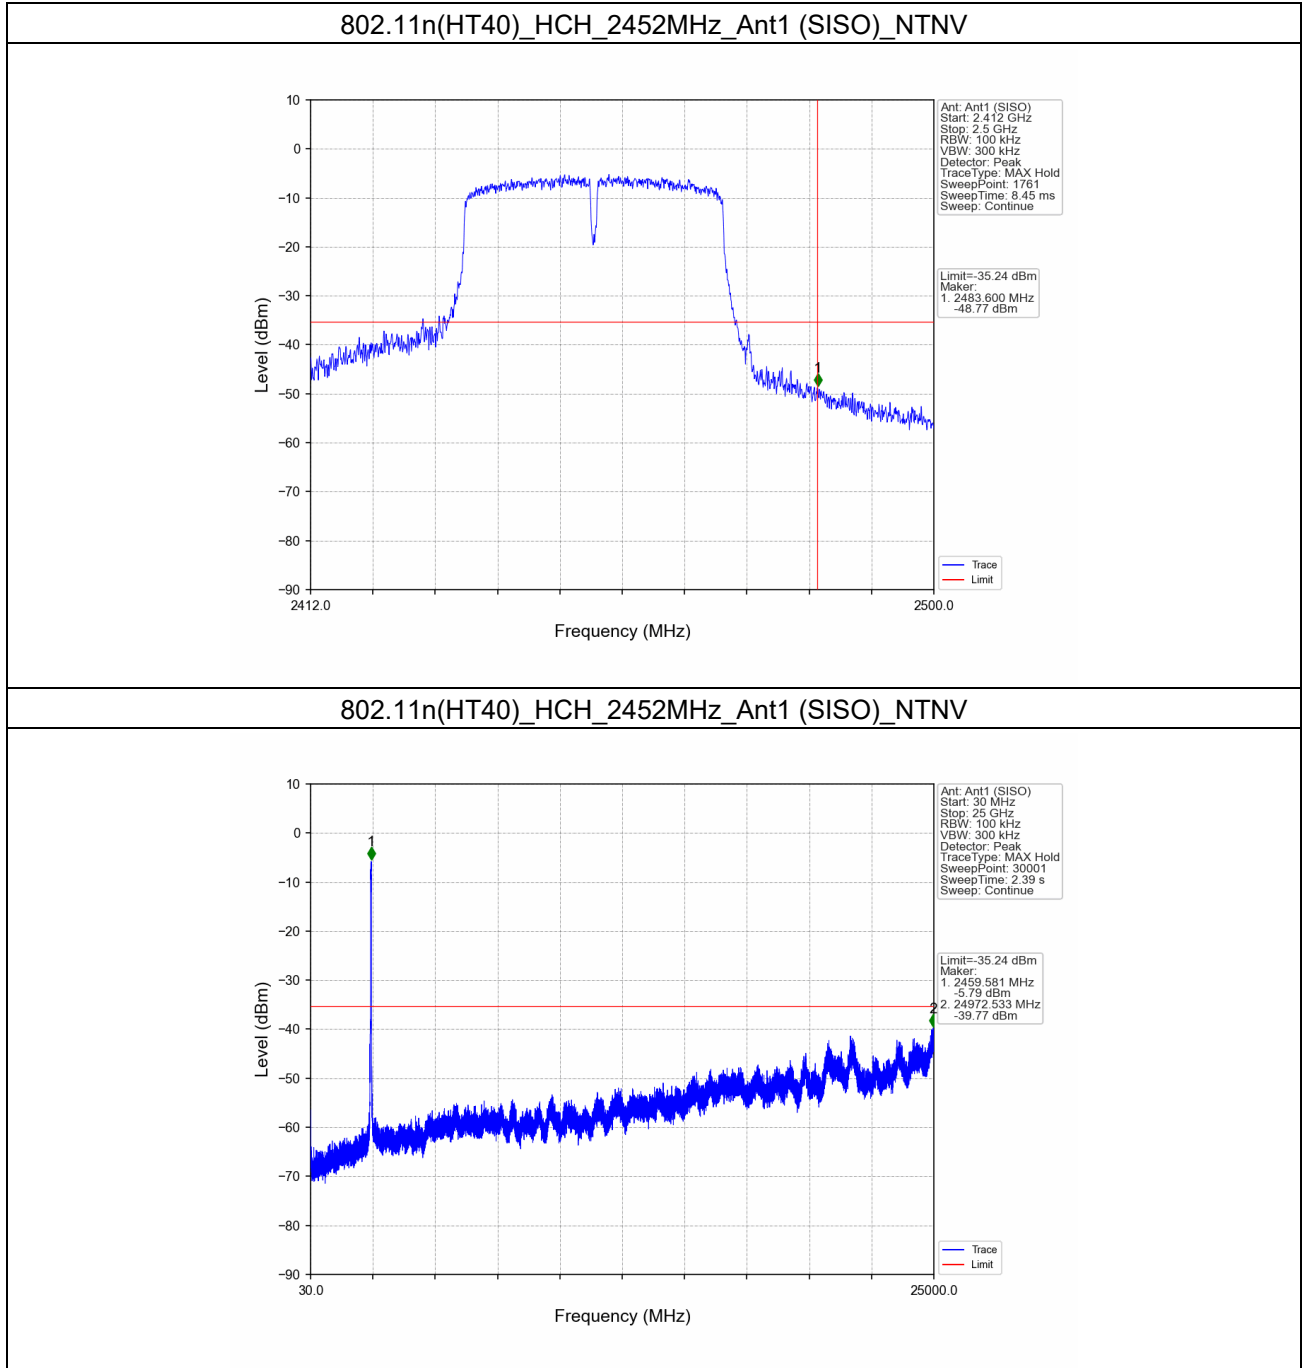 802.11n(HT40)_HCH_2452MHz_Ant1 (SISO)_NTNV
10
0
−10
−20
−30
−40
−50
−60
−70
−80
−90
Level (dBm)
2412.0
2500.0
Frequency (MHz)
1
Ant: Ant1 (SISO)
Start: 2.412 GHz
Stop: 2.5 GHz
RBW: 100 kHz
VBW: 300 kHz
Detector: Peak
TraceType: MAX Hold
SweepPoint: 1761
SweepTime: 8.45 ms
Sweep: Continue
Limit=-35.24 dBm
Maker:
1. 2483.600 MHz
-48.77 dBm
Trace
Limit
802.11n(HT40)_HCH_2452MHz_Ant1 (SISO)_NTNV
10
0
−10
−20
−30
−40
−50
−60
−70
−80
−90
Level (dBm)
30.0
25000.0
Frequency (MHz)
1
2
Ant: Ant1 (SISO)
Start: 30 MHz
Stop: 25 GHz
RBW: 100 kHz
VBW: 300 kHz
Detector: Peak
TraceType: MAX Hold
SweepPoint: 30001
SweepTime: 2.39 s
Sweep: Continue
Limit=-35.24 dBm
Maker:
1. 2459.581 MHz
-5.79 dBm
2. 24972.533 MHz
-39.77 dBm
Trace
Limit